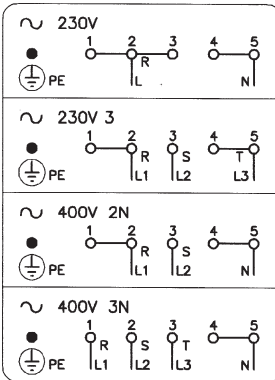 ∼ 230V
1 2 3 4 5
R
PE L N
∼ 230V 3
1 2 3 4 5
R S T
PE L1 L2 L3
∼ 400V 2N
1 2 3 4 5
R S
PE L1 L2 N
∼ 400V 3N
1 2 3 4 5
R S T
PE L1 L2 L3 N